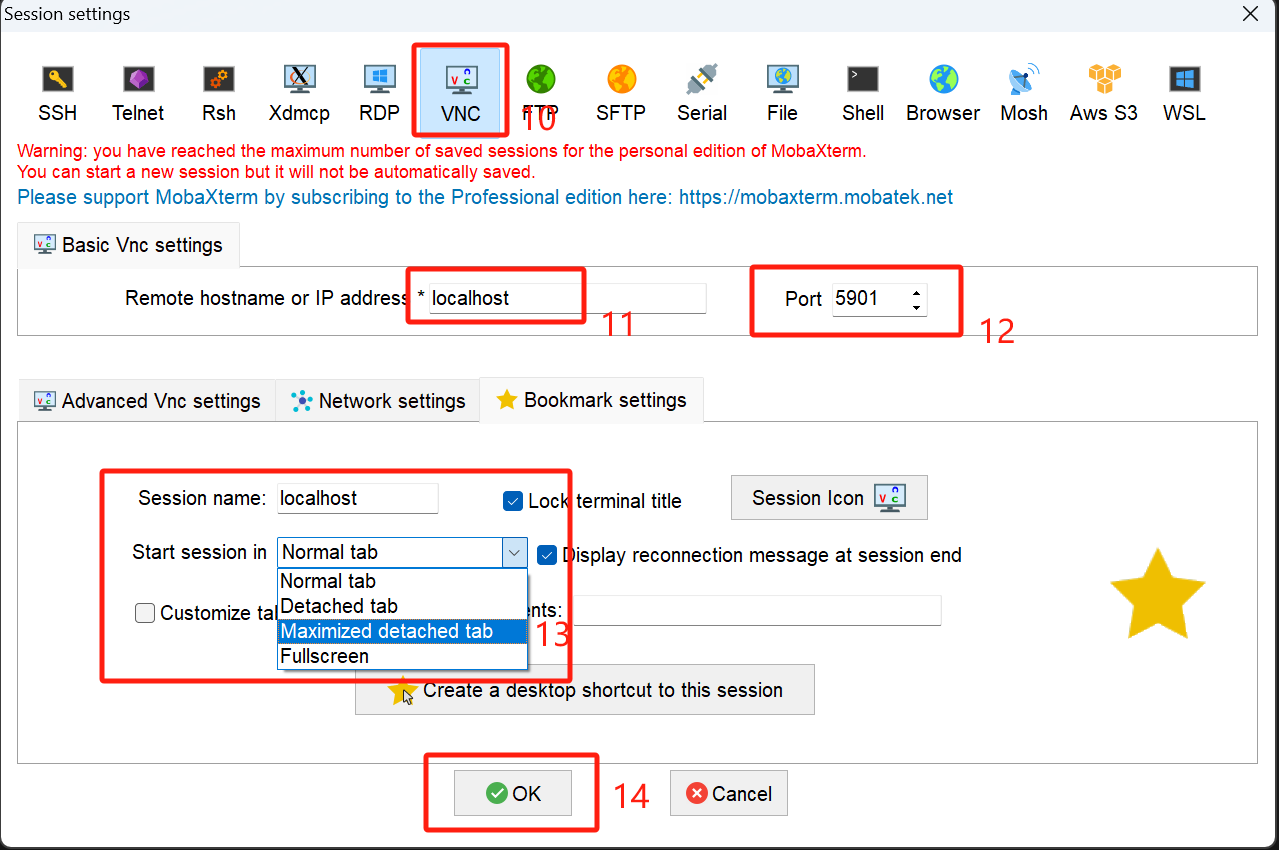 Session settings
SSH Telnet Rsh Xdmcp RDP VNC FTP SFTP Serial File Shell Browser Mosh Aws S3 WSL
10
Warning: you have reached the maximum number of saved sessions for the personal edition of MobaXterm.
You can start a new session but it will not be automatically saved.
Please support MobaXterm by subscribing to the Professional edition here: https://mobaxterm.mobatek.net
Basic Vnc settings
Remote hostname or IP address * localhost Port 5901
11 12
Advanced Vnc settings Network settings Bookmark settings
Session name: localhost Lock terminal title Session Icon
Start session in Normal tab Display reconnection message at session end
Normal tab
Detached tab
Customize tal
Maximized detached tab
Fullscreen
13
Create a desktop shortcut to this session
OK 14 Cancel